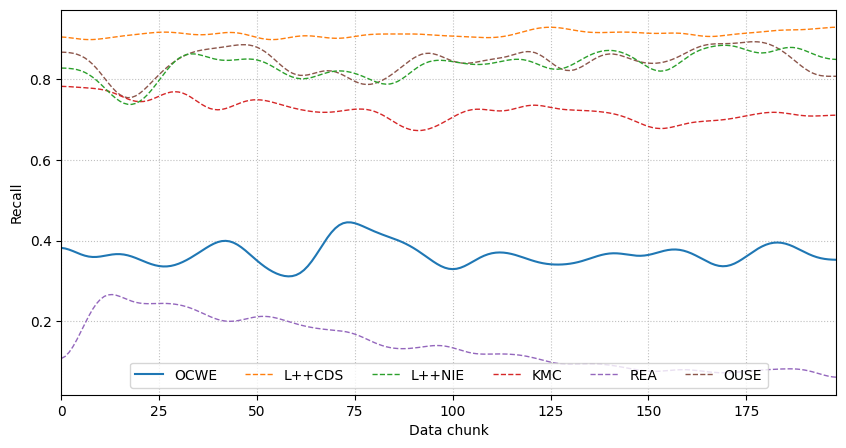 Recall
0.8
0.6
0.4
0.2
OCWE L++CDS L++NIE KMC REA OUSE
0 25 50 75 100 125 150 175
Data chunk